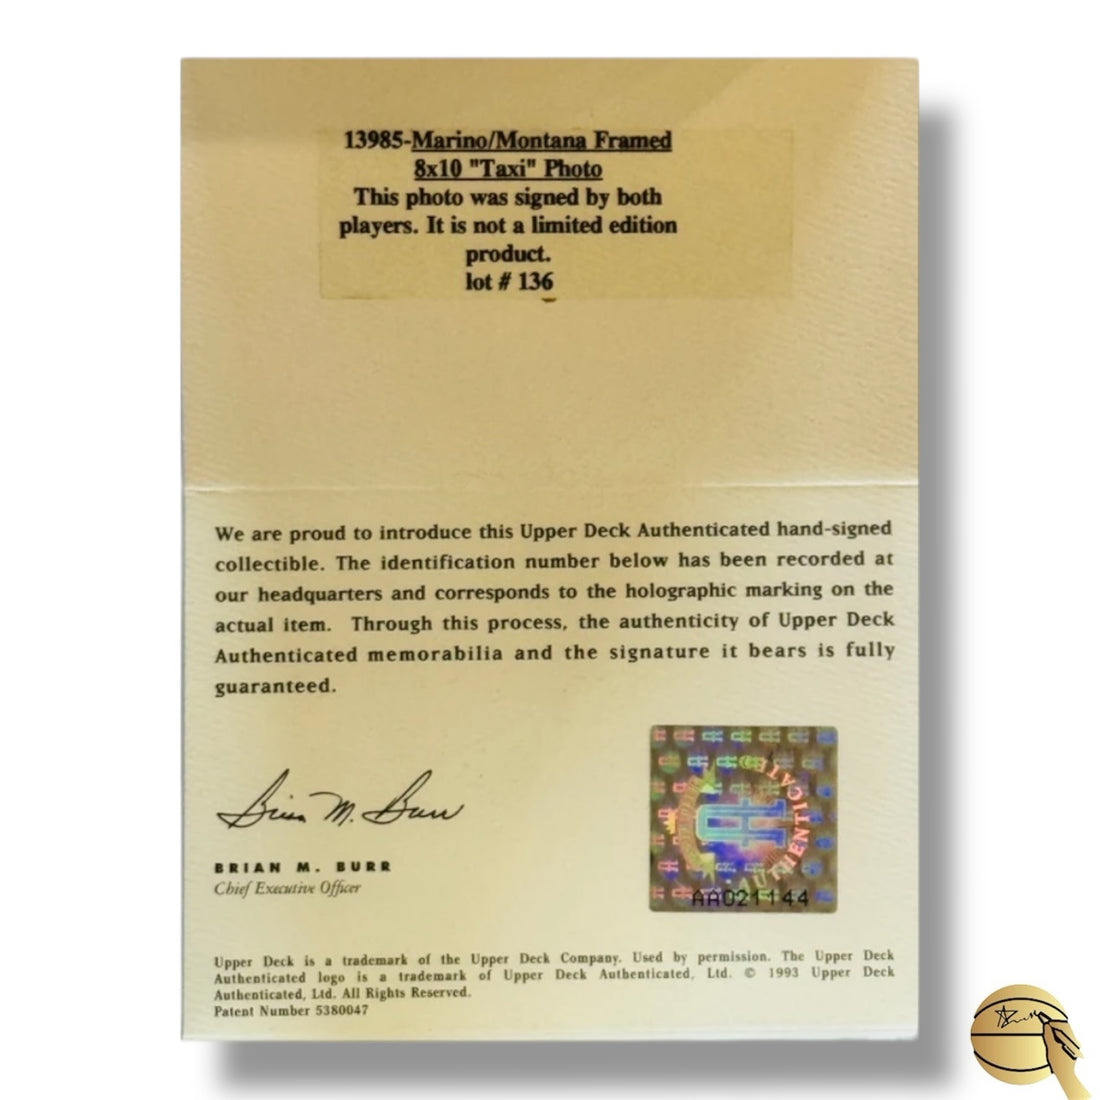 13985-Marino/Montana Framed
8x10 "Taxi" Photo
This photo was signed by both
players. It is not a limited edition
product.
lot # 136
We are proud to introduce this Upper Deck Authenticated hand-signed
collectible. The identification number below has been recorded at
our headquarters and corresponds to the holographic marking on the
actual item. Through this process, the authenticity of Upper Deck
Authenticated memorabilia and the signature it bears is fully
guaranteed.
Brian M. Burr
BRIAN M. BURR
Chief Executive Officer
AUTHENTICATED
AA021144
Upper Deck is a trademark of the Upper Deck Company. Used by permission. The Upper Deck
Authenticated logo is a trademark of Upper Deck Authenticated, Ltd. © 1993 Upper Deck
Authenticated, Ltd. All Rights Reserved.
Patent Number 5380047